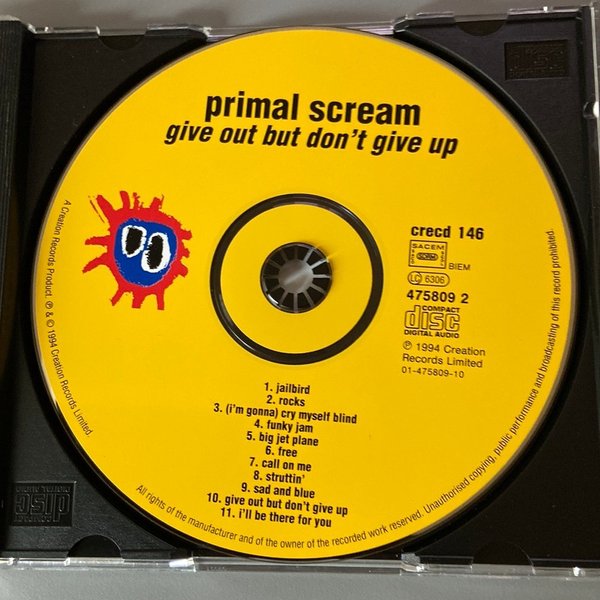 primal scream
give out but don't give up
crecd 146
SACEM
BIEM
LC 6306
475809 2
COMPACT
disc
DIGITAL AUDIO
℗ 1994 Creation
Records Limited
01-475809-10
1. jailbird
2. rocks
3. (i'm gonna) cry myself blind
4. funky jam
5. big jet plane
6. free
7. call on me
8. struttin'
9. sad and blue
10. give out but don't give up
11. i'll be there for you
A Creation Records Product. ℗ & © 1994 Creation Records Limited.
All rights of the manufacturer and of the owner of the recorded work reserved. Unauthorised copying, public performance and broadcasting of this record prohibited.
disc